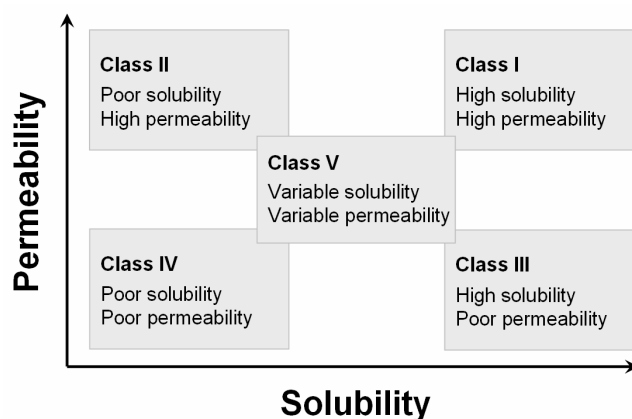 Permeability
Class II
Poor solubility
High permeability
Class I
High solubility
High permeability
Class V
Variable solubility
Variable permeability
Class IV
Poor solubility
Poor permeability
Class III
High solubility
Poor permeability
Solubility